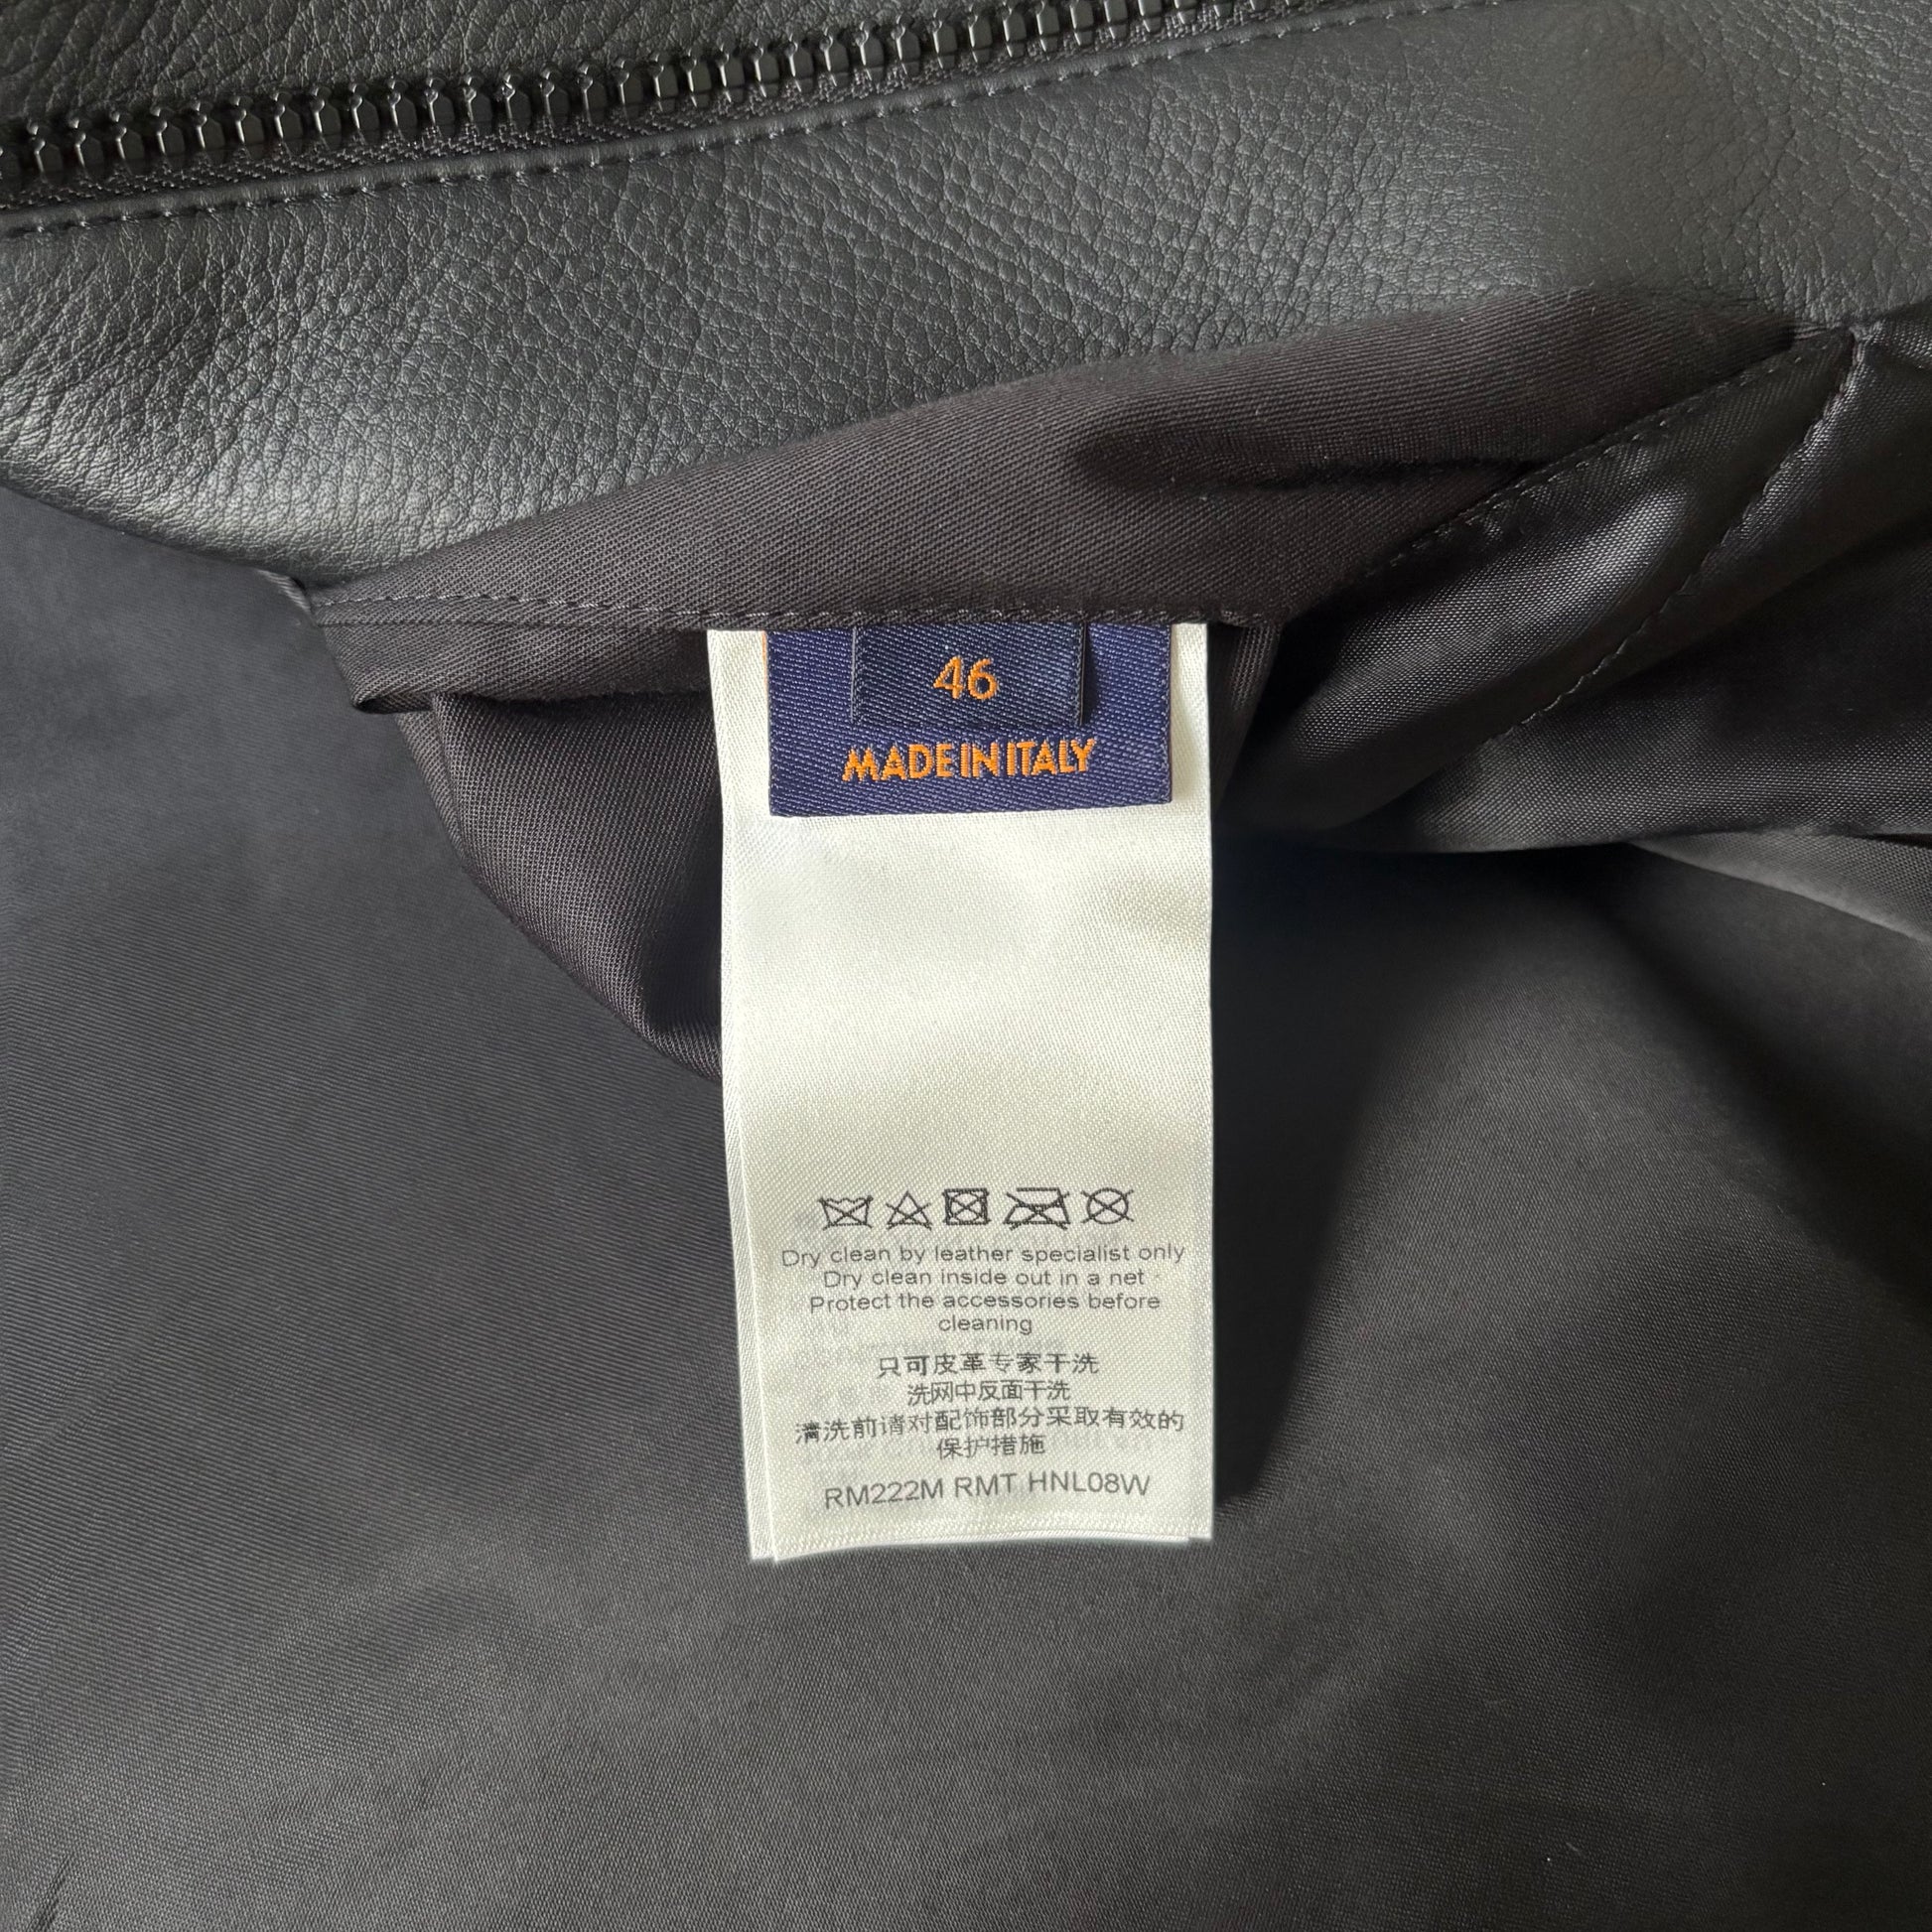 46
MADE IN ITALY
Dry clean by leather specialist only
Dry clean inside out in a net
Protect the accessories before
cleaning
只可皮革专家干洗
洗网中反面干洗
清洗前请对配饰部分采取有效的
保护措施
RM222M RMT HNL08W